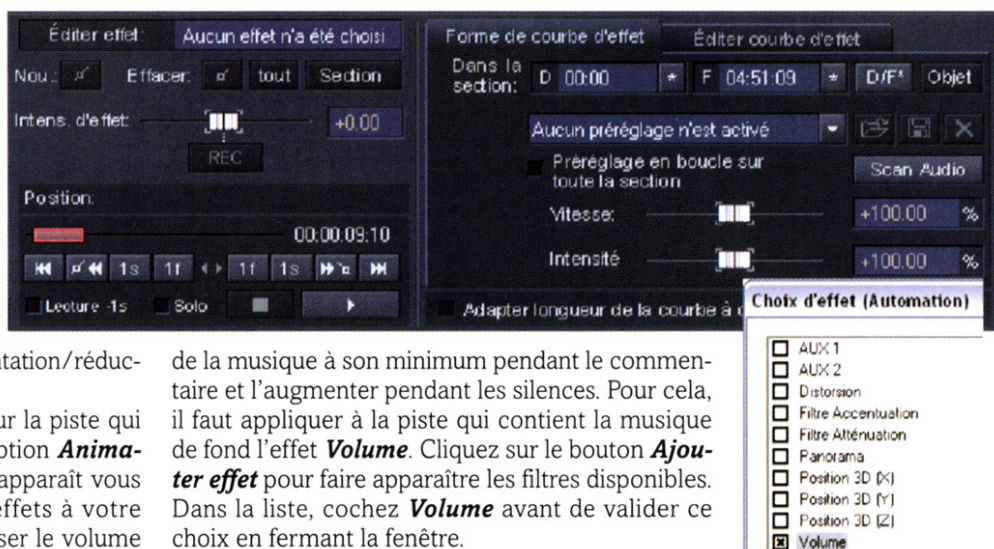 Éditer effet: Aucun effet n'a été choisi
Nou.: Effacer: tout Section
Intens. d'effet: +0.00
REC
Position:
00:00:09:10
1s 1f 1f 1s
Lecture -1s Solo
Forme de courbe d'effet Éditer courbe d'effet
Dans la section: D 00:00 * F 04:51:09 * D/F* Objet
Aucun préréglage n'est activé
Préréglage en boucle sur toute la section Scan Audio
Vitesse: +100.00 %
Intensité +100.00 %
Adapter longueur de la courbe à
Choix d'effet (Automation)
AUX 1
AUX 2
Distorsion
Filtre Accentuation
Filtre Atténuation
Panorama
Position 3D (X)
Position 3D (Y)
Position 3D (Z)
Volume
tation/réduc-
ur la piste qui
ption Anima-
apparaît vous
effets à votre
ser le volume
de la musique à son minimum pendant le commen-
taire et l'augmenter pendant les silences. Pour cela,
il faut appliquer à la piste qui contient la musique
de fond l'effet Volume. Cliquez sur le bouton Ajou-
ter effet pour faire apparaître les filtres disponibles.
Dans la liste, cochez Volume avant de valider ce
choix en fermant la fenêtre.